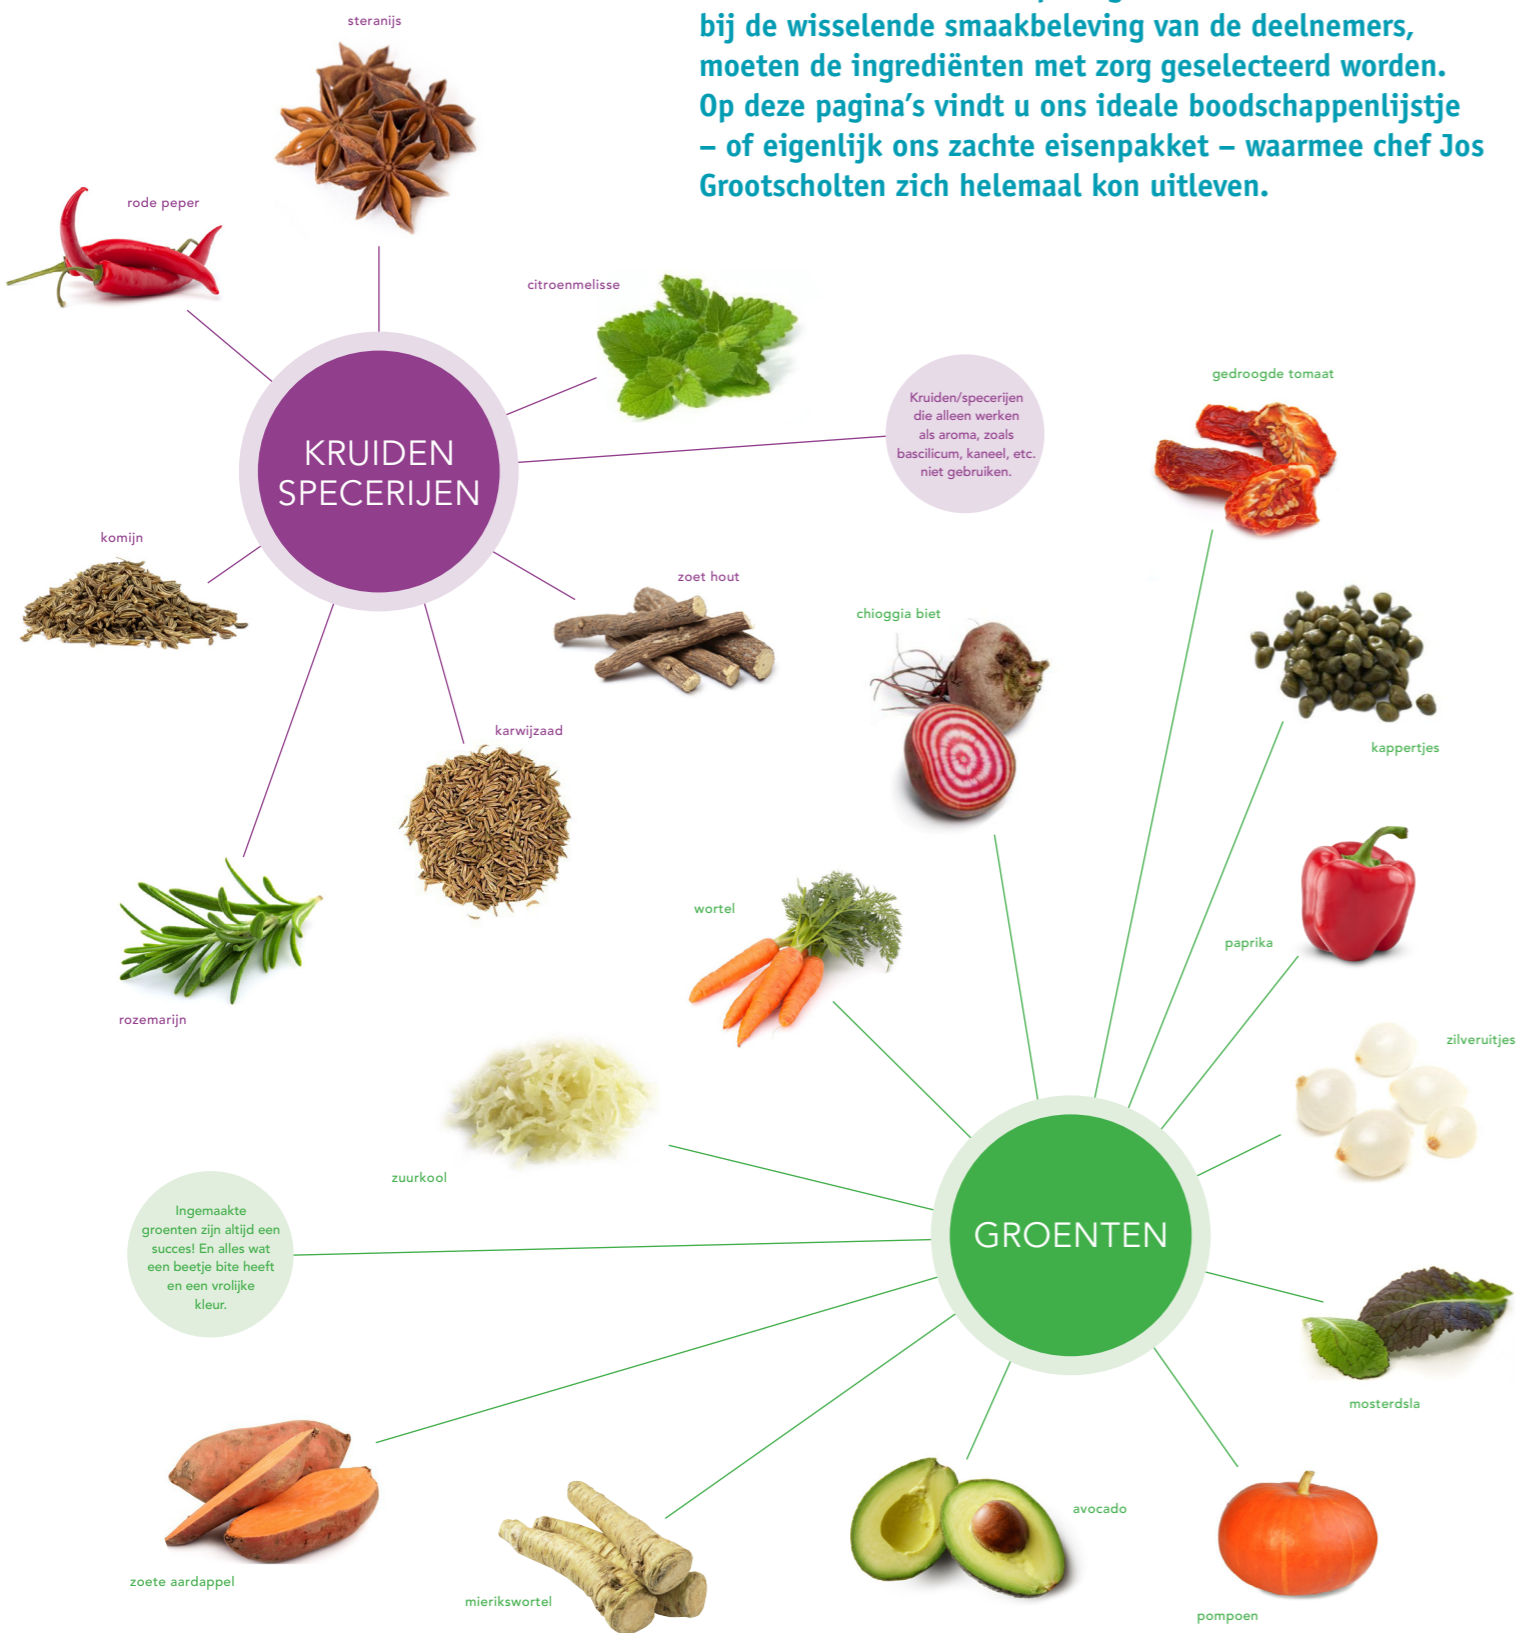 bij de wisselende smaakbeleving van de deelnemers,
moeten de ingrediënten met zorg geselecteerd worden.
Op deze pagina's vindt u ons ideale boodschappenlijstje
– of eigenlijk ons zachte eisenpakket – waarmee chef Jos
Grootscholten zich helemaal kon uitleven.
steranijs
rode peper
citroenmelisse
KRUIDEN
SPECERIJEN
Kruiden/specerijen
die alleen werken
als aroma, zoals
bascilicum, kaneel, etc.
niet gebruiken.
komijn
zoet hout
karwijzaad
rozemarijn
gedroogde tomaat
chioggia biet
kappertjes
wortel
paprika
zilveruitjes
zuurkool
GROENTEN
Ingemaakte
groenten zijn altijd een
succes! En alles wat
een beetje bite heeft
en een vrolijke
kleur.
mosterdsla
zoete aardappel
mierikswortel
avocado
pompoen